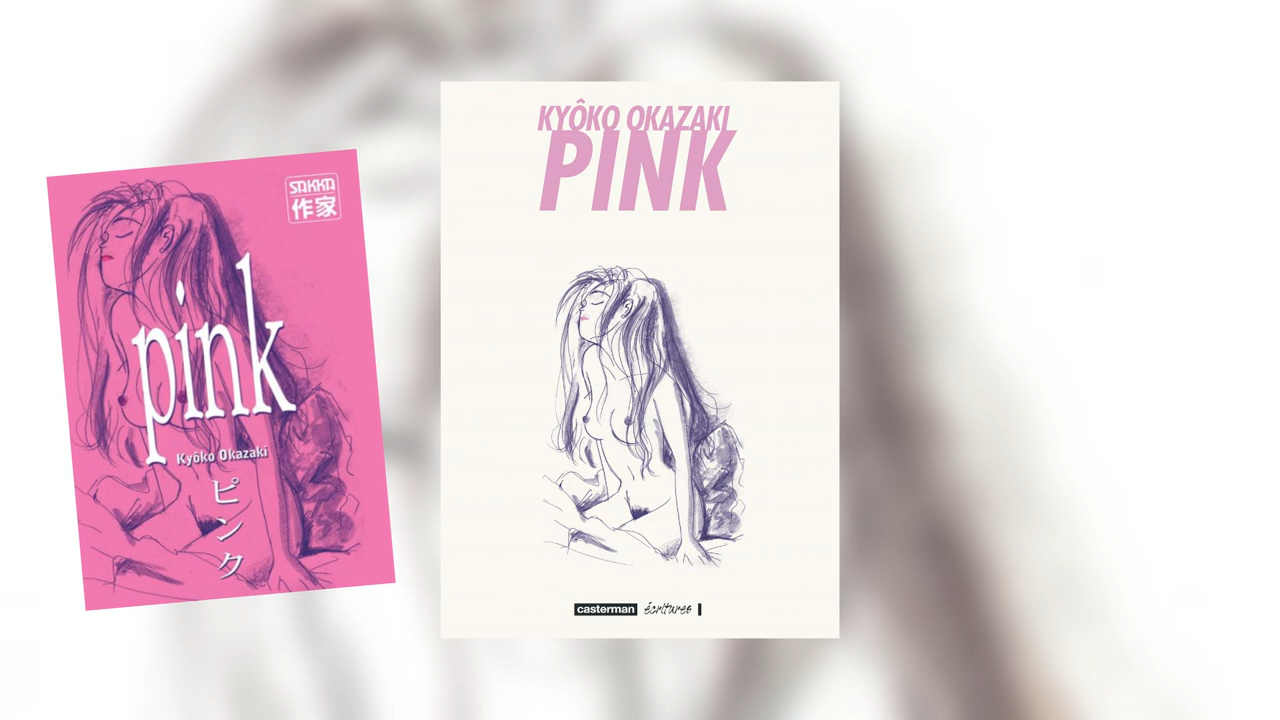 SAKKA
作家
pink
Kyôko Okazaki
ピンク
KYÔKO OKAZAKI
PINK
casterman écritures